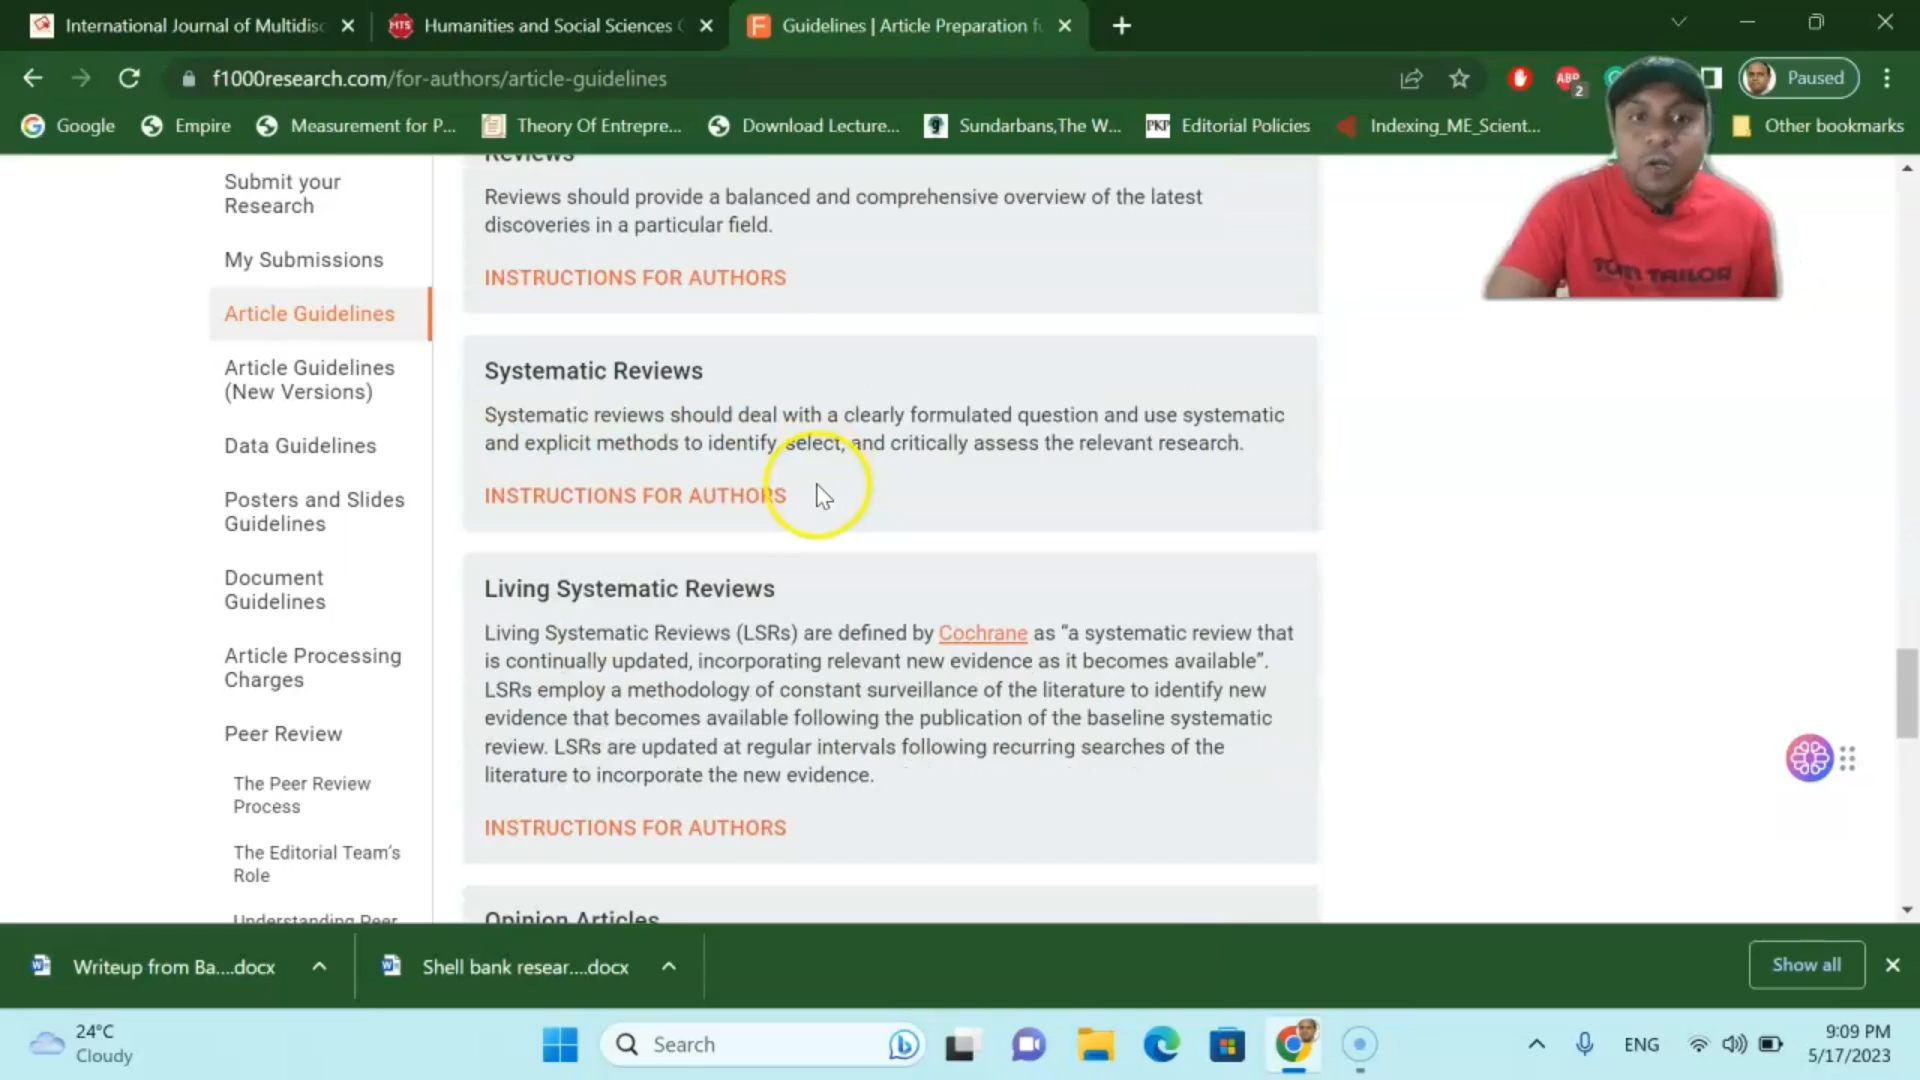 International Journal of Multidisc
Humanities and Social Sciences C
Guidelines | Article Preparation fo
f1000research.com/for-authors/article-guidelines
ABP
2
Paused
Google
Empire
Measurement for P...
Theory Of Entrepre...
Download Lecture...
Sundarbans,The W...
PKP
Editorial Policies
Indexing_ME_Scient...
Other bookmarks
Submit your
Research
My Submissions
Article Guidelines
Article Guidelines
(New Versions)
Data Guidelines
Posters and Slides
Guidelines
Document
Guidelines
Article Processing
Charges
Peer Review
The Peer Review
Process
The Editorial Team's
Role
Understanding Peer
Reviews
Reviews should provide a balanced and comprehensive overview of the latest
discoveries in a particular field.
INSTRUCTIONS FOR AUTHORS
Systematic Reviews
Systematic reviews should deal with a clearly formulated question and use systematic
and explicit methods to identify, select, and critically assess the relevant research.
INSTRUCTIONS FOR AUTHORS
Living Systematic Reviews
Living Systematic Reviews (LSRs) are defined by Cochrane as “a systematic review that
is continually updated, incorporating relevant new evidence as it becomes available”.
LSRs employ a methodology of constant surveillance of the literature to identify new
evidence that becomes available following the publication of the baseline systematic
review. LSRs are updated at regular intervals following recurring searches of the
literature to incorporate the new evidence.
INSTRUCTIONS FOR AUTHORS
Opinion Articles
TOM TAILOR
Writeup from Ba....docx
Shell bank resear....docx
Show all
24°C
Cloudy
Search
ENG
9:09 PM
5/17/2023